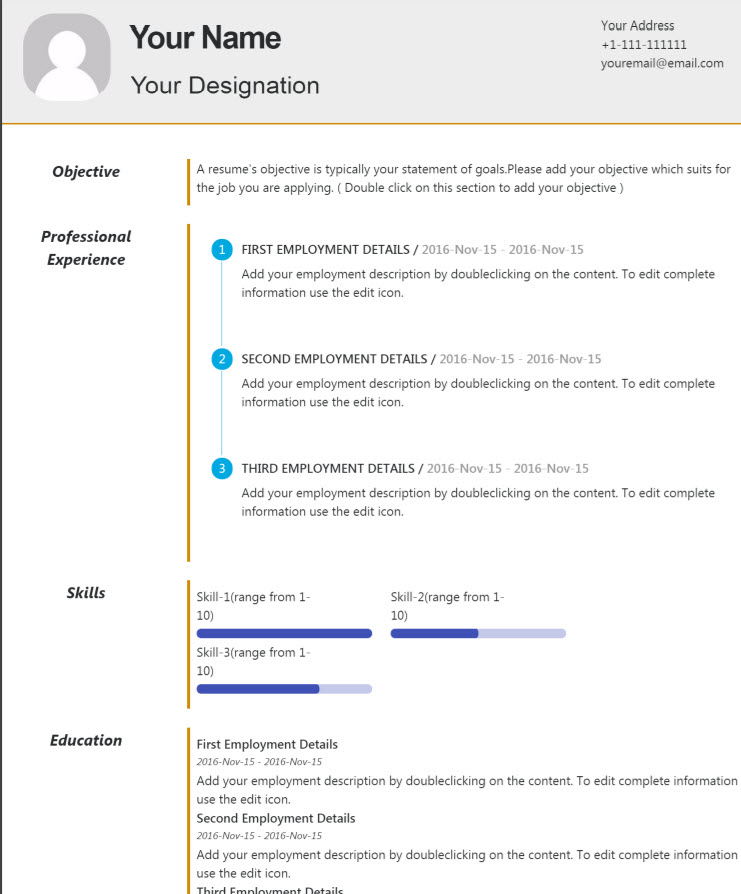 Your Name
Your Designation
Your Address
+1-111-111111
youremail@email.com
Objective
A resume's objective is typically your statement of goals.Please add your objective which suits for
the job you are applying. ( Double click on this section to add your objective )
Professional
Experience
1 FIRST EMPLOYMENT DETAILS / 2016-Nov-15 - 2016-Nov-15
Add your employment description by doubleclicking on the content. To edit complete
information use the edit icon.
2 SECOND EMPLOYMENT DETAILS / 2016-Nov-15 - 2016-Nov-15
Add your employment description by doubleclicking on the content. To edit complete
information use the edit icon.
3 THIRD EMPLOYMENT DETAILS / 2016-Nov-15 - 2016-Nov-15
Add your employment description by doubleclicking on the content. To edit complete
information use the edit icon.
Skills
Skill-1(range from 1-
10)
Skill-2(range from 1-
10)
Skill-3(range from 1-
10)
Education
First Employment Details
2016-Nov-15 - 2016-Nov-15
Add your employment description by doubleclicking on the content. To edit complete information
use the edit icon.
Second Employment Details
2016-Nov-15 - 2016-Nov-15
Add your employment description by doubleclicking on the content. To edit complete information
use the edit icon.
Third Employment Details